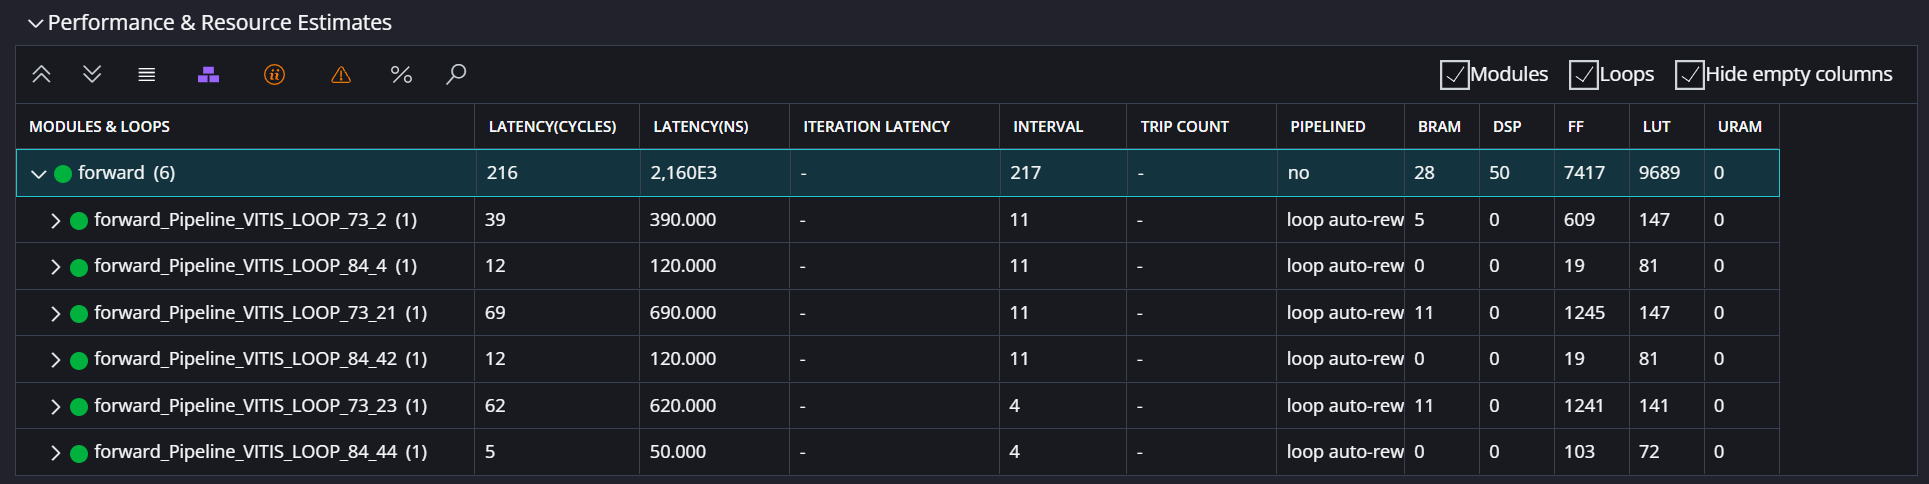 Performance & Resource Estimates
% Modules Loops Hide empty columns
MODULES & LOOPS LATENCY(CYCLES) LATENCY(NS) ITERATION LATENCY INTERVAL TRIP COUNT PIPELINED BRAM DSP FF LUT URAM
forward (6) 216 2,160E3 - 217 - no 28 50 7417 9689 0
forward_Pipeline_VITIS_LOOP_73_2 (1) 39 390.000 - 11 - loop auto-rew 5 0 609 147 0
forward_Pipeline_VITIS_LOOP_84_4 (1) 12 120.000 - 11 - loop auto-rew 0 0 19 81 0
forward_Pipeline_VITIS_LOOP_73_21 (1) 69 690.000 - 11 - loop auto-rew 11 0 1245 147 0
forward_Pipeline_VITIS_LOOP_84_42 (1) 12 120.000 - 11 - loop auto-rew 0 0 19 81 0
forward_Pipeline_VITIS_LOOP_73_23 (1) 62 620.000 - 4 - loop auto-rew 11 0 1241 141 0
forward_Pipeline_VITIS_LOOP_84_44 (1) 5 50.000 - 4 - loop auto-rew 0 0 103 72 0